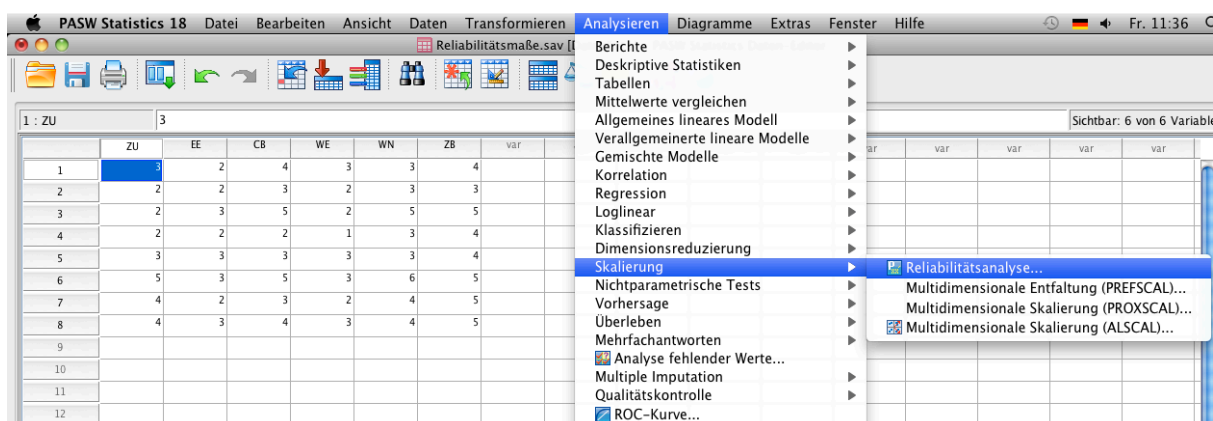 PASW Statistics 18 Datei Bearbeiten Ansicht Daten Transformieren Analysieren Diagramme Extras Fenster Hilfe Fr. 11:36
Reliabilitätsmaße.sav
1 : ZU 3 Sichtbar: 6 von 6 Variable
ZU EE CB WE WN ZB var var var var var
1 3 2 4 3 3 4
2 2 2 3 2 3 3
3 2 3 5 2 5 5
4 2 2 2 1 3 4
5 3 3 3 3 3 4
6 5 3 5 3 6 5
7 4 2 3 2 4 5
8 4 3 4 3 4 5
9
10
11
12
Berichte
Deskriptive Statistiken
Tabellen
Mittelwerte vergleichen
Allgemeines lineares Modell
Verallgemeinerte lineare Modelle
Gemischte Modelle
Korrelation
Regression
Loglinear
Klassifizieren
Dimensionsreduzierung
Skalierung
Nichtparametrische Tests
Vorhersage
Überleben
Mehrfachantworten
Analyse fehlender Werte...
Multiple Imputation
Qualitätskontrolle
ROC-Kurve...
Reliabilitätsanalyse...
Multidimensionale Entfaltung (PREFSCAL)...
Multidimensionale Skalierung (PROXSCAL)...
Multidimensionale Skalierung (ALSCAL)...